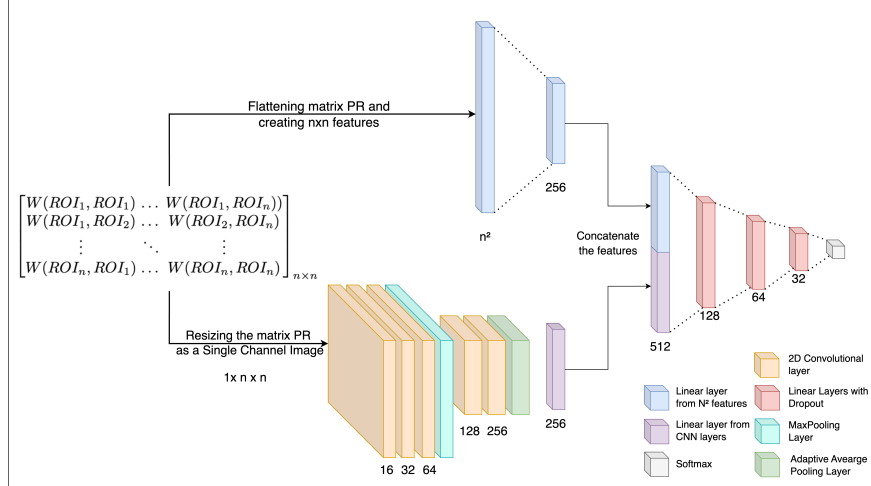 Flattening matrix PR and
creating nxn features
256
n²
W(ROI₁, ROI₁) … W(ROI₁, ROIₙ))
W(ROI₁, ROI₂) … W(ROI₂, ROIₙ)
⋮ ⋱ ⋮
W(ROIₙ, ROI₁) … W(ROIₙ, ROIₙ)
n×n
Concatenate
the features
Resizing the matrix PR
as a Single Channel Image
1x n x n
16
32
64
128
256
256
512
128
64
32
2D Convolutional
layer
Linear layer
from N² features
Linear Layers with
Dropout
Linear layer from
CNN layers
MaxPooling
Layer
Softmax
Adaptive Avearge
Pooling Layer